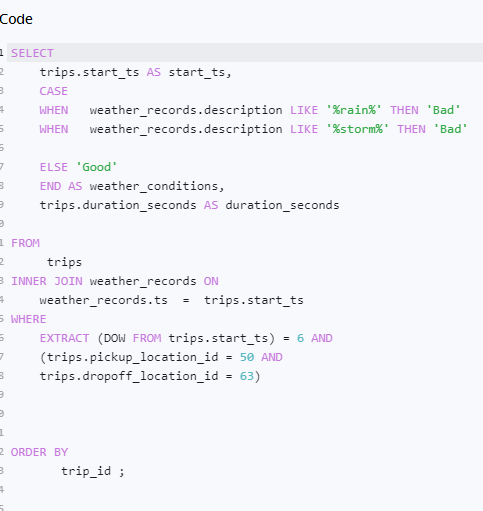 Code
1 SELECT
2 trips.start_ts AS start_ts,
3 CASE
4 WHEN weather_records.description LIKE '%rain%' THEN 'Bad'
5 WHEN weather_records.description LIKE '%storm%' THEN 'Bad'
6
7 ELSE 'Good'
8 END AS weather_conditions,
9 trips.duration_seconds AS duration_seconds
0
1 FROM
2 trips
3 INNER JOIN weather_records ON
4 weather_records.ts = trips.start_ts
5 WHERE
6 EXTRACT (DOW FROM trips.start_ts) = 6 AND
7 (trips.pickup_location_id = 50 AND
8 trips.dropoff_location_id = 63)
9
0
1
2 ORDER BY
3 trip_id ;
4
5